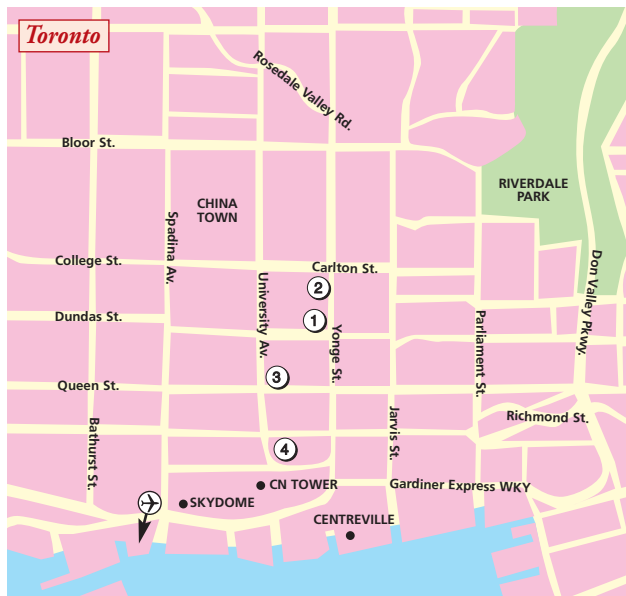 Toronto
Rosedale Valley Rd.
Bloor St.
RIVERDALE
PARK
CHINA
TOWN
Spadina Av.
College St.
Carlton St.
Don Valley Pkwy.
University Av.
2
Dundas St.
1
Yonge St.
Parliament St.
3
Queen St.
Jarvis St.
Richmond St.
Bathurst St.
4
CN TOWER
Gardiner Express WKY
SKYDOME
CENTREVILLE